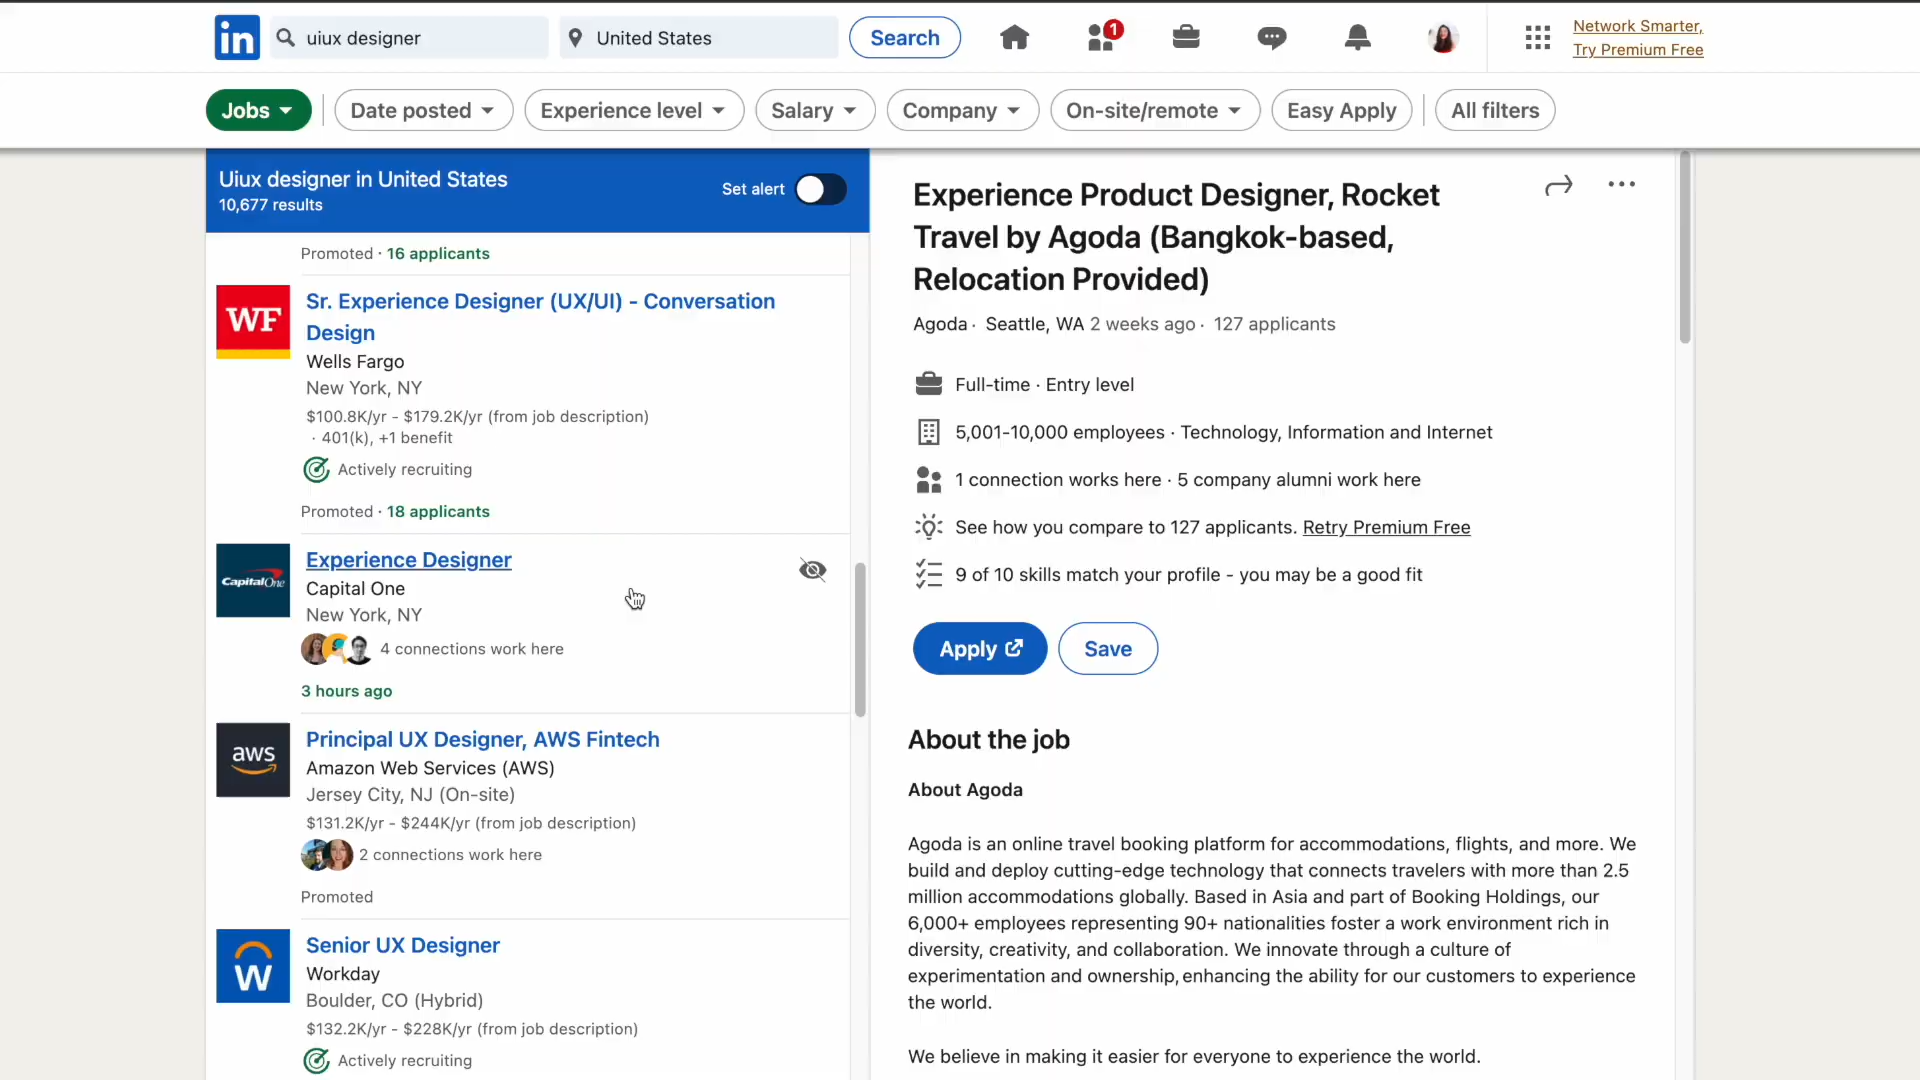 in
uiux designer
United States
Search
1
Network Smarter,
Try Premium Free
Jobs
Date posted
Experience level
Salary
Company
On-site/remote
Easy Apply
All filters
Uiux designer in United States
10,677 results
Set alert
Promoted · 16 applicants
WF
Sr. Experience Designer (UX/UI) - Conversation
Design
Wells Fargo
New York, NY
$100.8K/yr - $179.2K/yr (from job description)
· 401(k), +1 benefit
Actively recruiting
Promoted · 18 applicants
CapitalOne
Experience Designer
Capital One
New York, NY
4 connections work here
3 hours ago
aws
Principal UX Designer, AWS Fintech
Amazon Web Services (AWS)
Jersey City, NJ (On-site)
$131.2K/yr - $244K/yr (from job description)
2 connections work here
Promoted
W
Senior UX Designer
Workday
Boulder, CO (Hybrid)
$132.2K/yr - $228K/yr (from job description)
Actively recruiting
Experience Product Designer, Rocket
Travel by Agoda (Bangkok-based,
Relocation Provided)
Agoda · Seattle, WA 2 weeks ago · 127 applicants
Full-time · Entry level
5,001-10,000 employees · Technology, Information and Internet
1 connection works here · 5 company alumni work here
See how you compare to 127 applicants. Retry Premium Free
9 of 10 skills match your profile - you may be a good fit
Apply
Save
About the job
About Agoda
Agoda is an online travel booking platform for accommodations, flights, and more. We
build and deploy cutting-edge technology that connects travelers with more than 2.5
million accommodations globally. Based in Asia and part of Booking Holdings, our
6,000+ employees representing 90+ nationalities foster a work environment rich in
diversity, creativity, and collaboration. We innovate through a culture of
experimentation and ownership, enhancing the ability for our customers to experience
the world.
We believe in making it easier for everyone to experience the world.